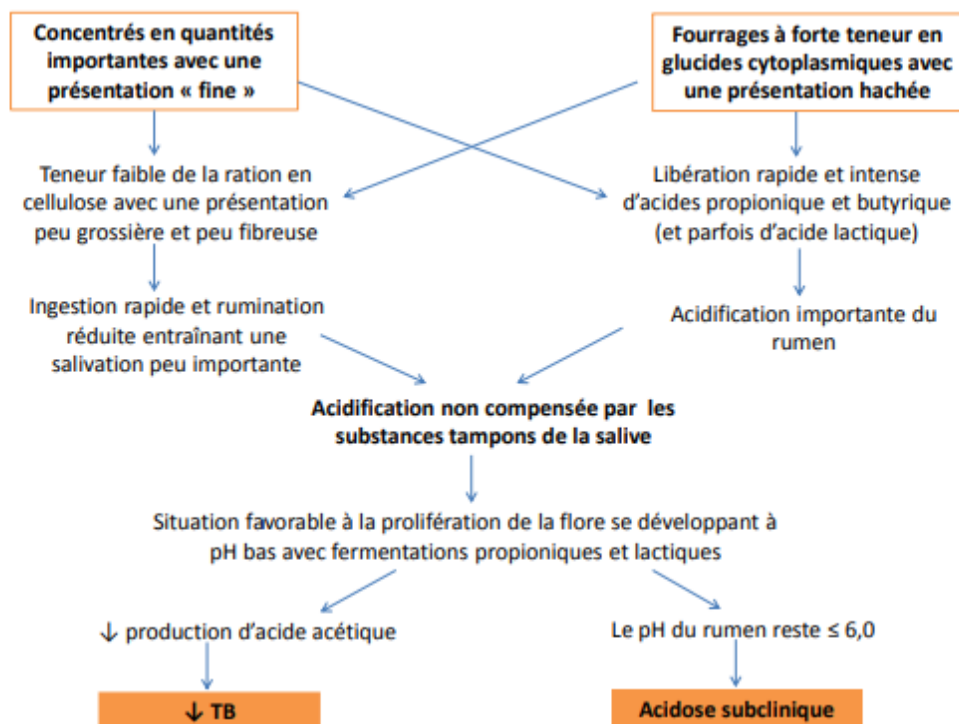 Concentrés en quantités
importantes avec une
présentation « fine »
Fourrages à forte teneur en
glucides cytoplasmiques avec
une présentation hachée
Teneur faible de la ration en
cellulose avec une présentation
peu grossière et peu fibreuse
Libération rapide et intense
d'acides propionique et butyrique
(et parfois d'acide lactique)
Ingestion rapide et rumination
réduite entraînant une
salivation peu importante
Acidification importante du
rumen
Acidification non compensée par les
substances tampons de la salive
Situation favorable à la prolifération de la flore se développant à
pH bas avec fermentations propioniques et lactiques
↓ production d'acide acétique
Le pH du rumen reste ≤ 6,0
↓ TB
Acidose subclinique